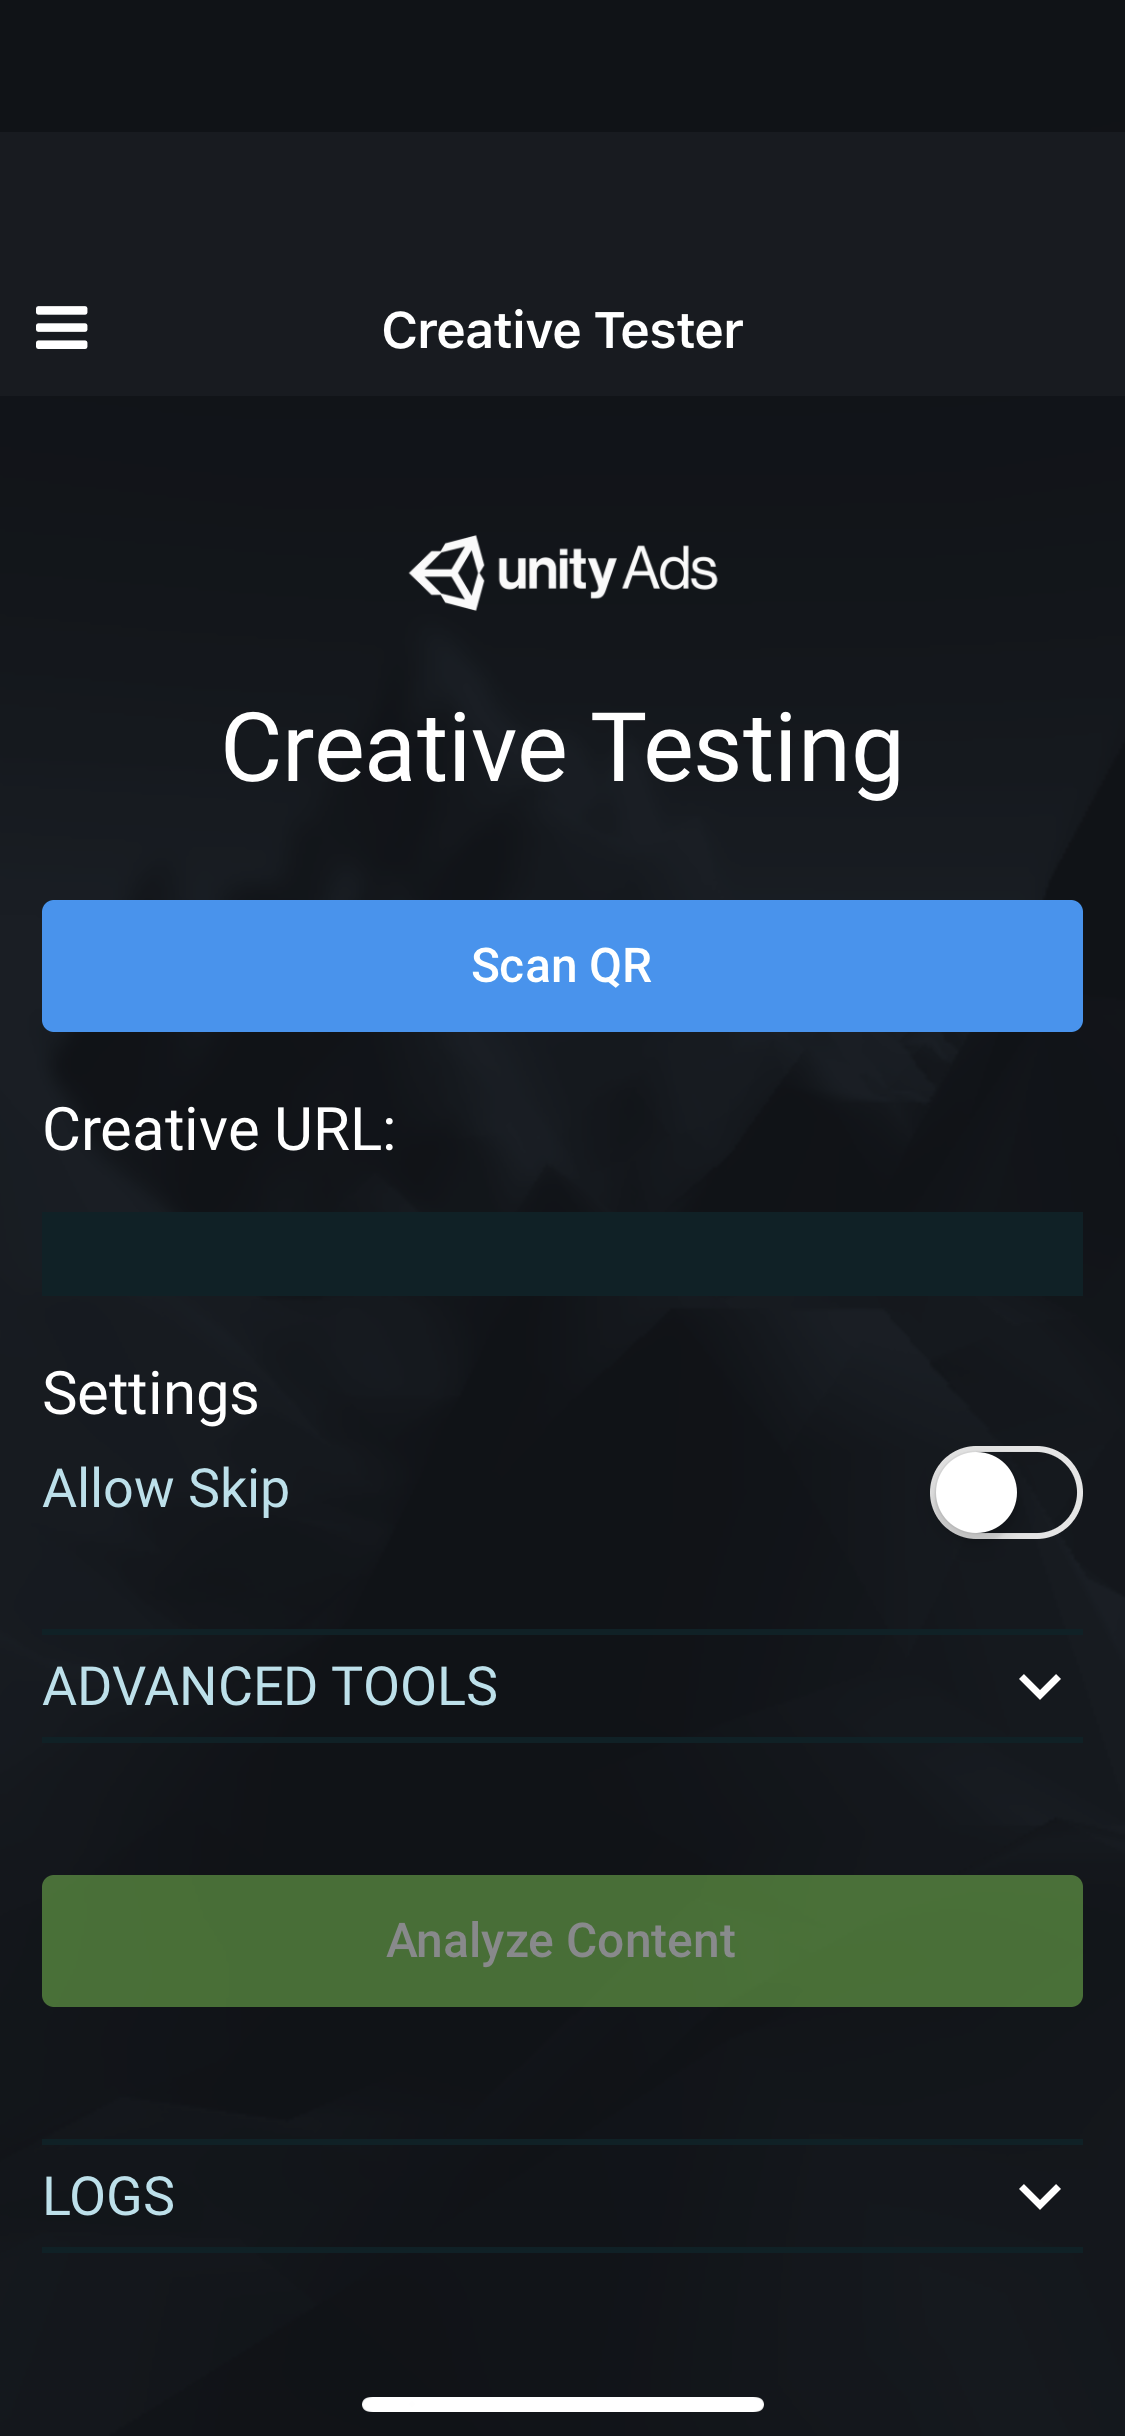 Creative Tester
unity Ads
Creative Testing
Scan QR
Creative URL:
Settings
Allow Skip
ADVANCED TOOLS
Analyze Content
LOGS